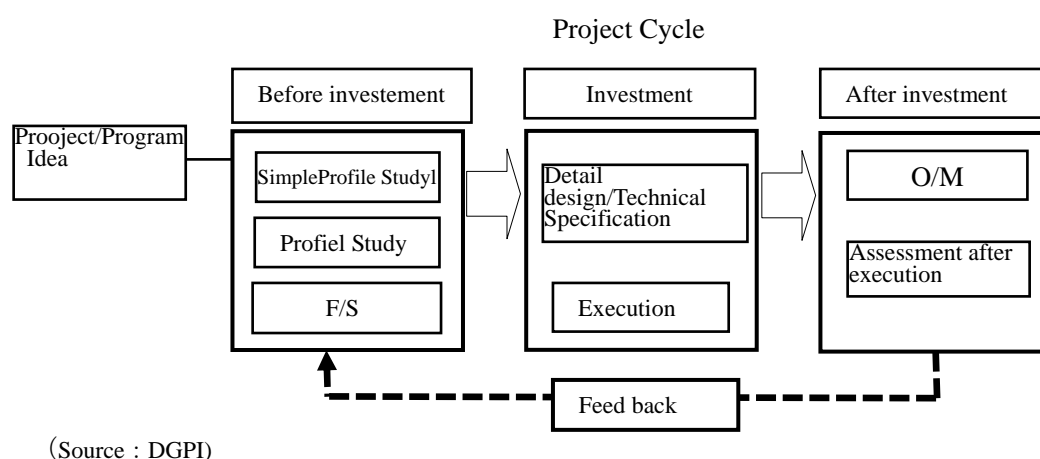 Project Cycle
Before investement
Investment
After investment
Prooject/Program
Idea
SimpleProfile Studyl
Profiel Study
F/S
Detail
design/Technical
Specification
Execution
O/M
Assessment after
execution
Feed back
（Source：DGPI)